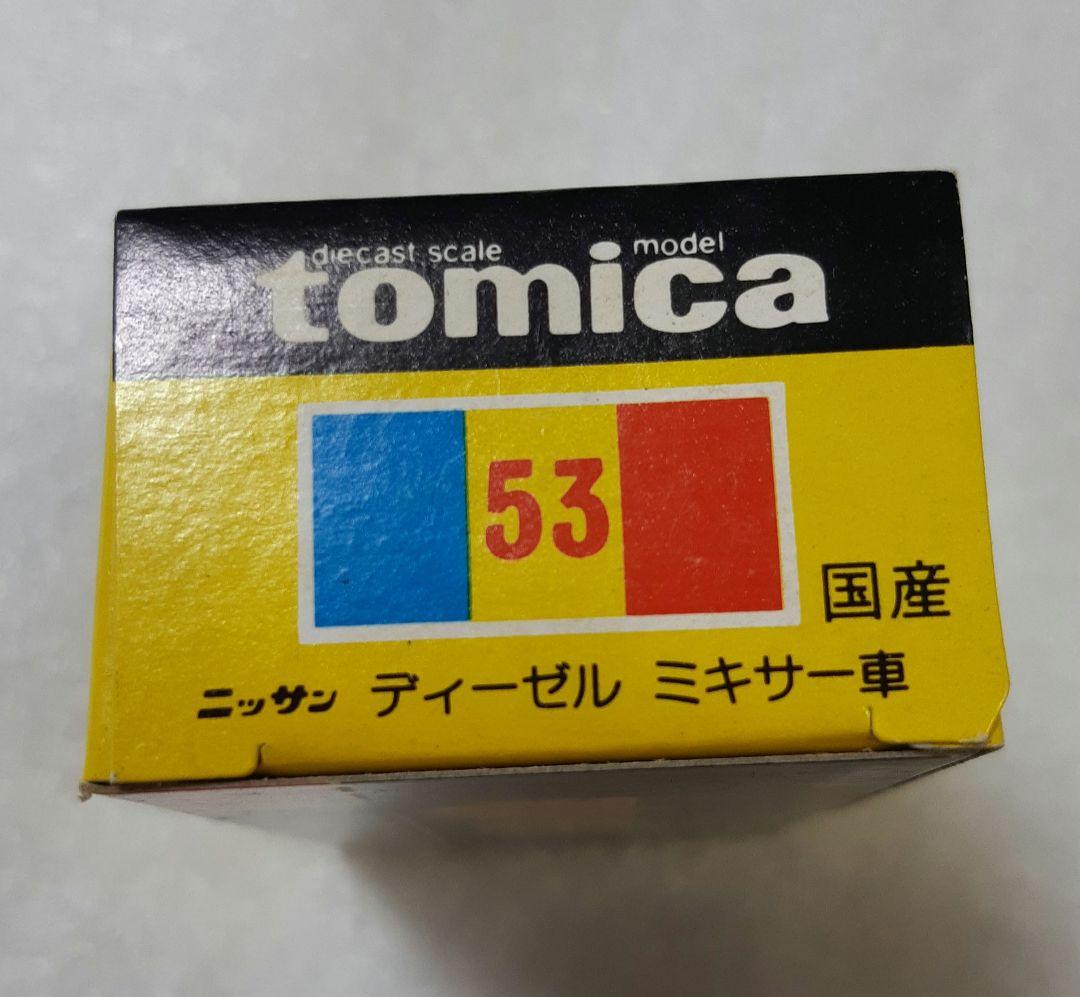 diecast scale model
tomica
53
国産
ニッサン ディーゼル ミキサー車